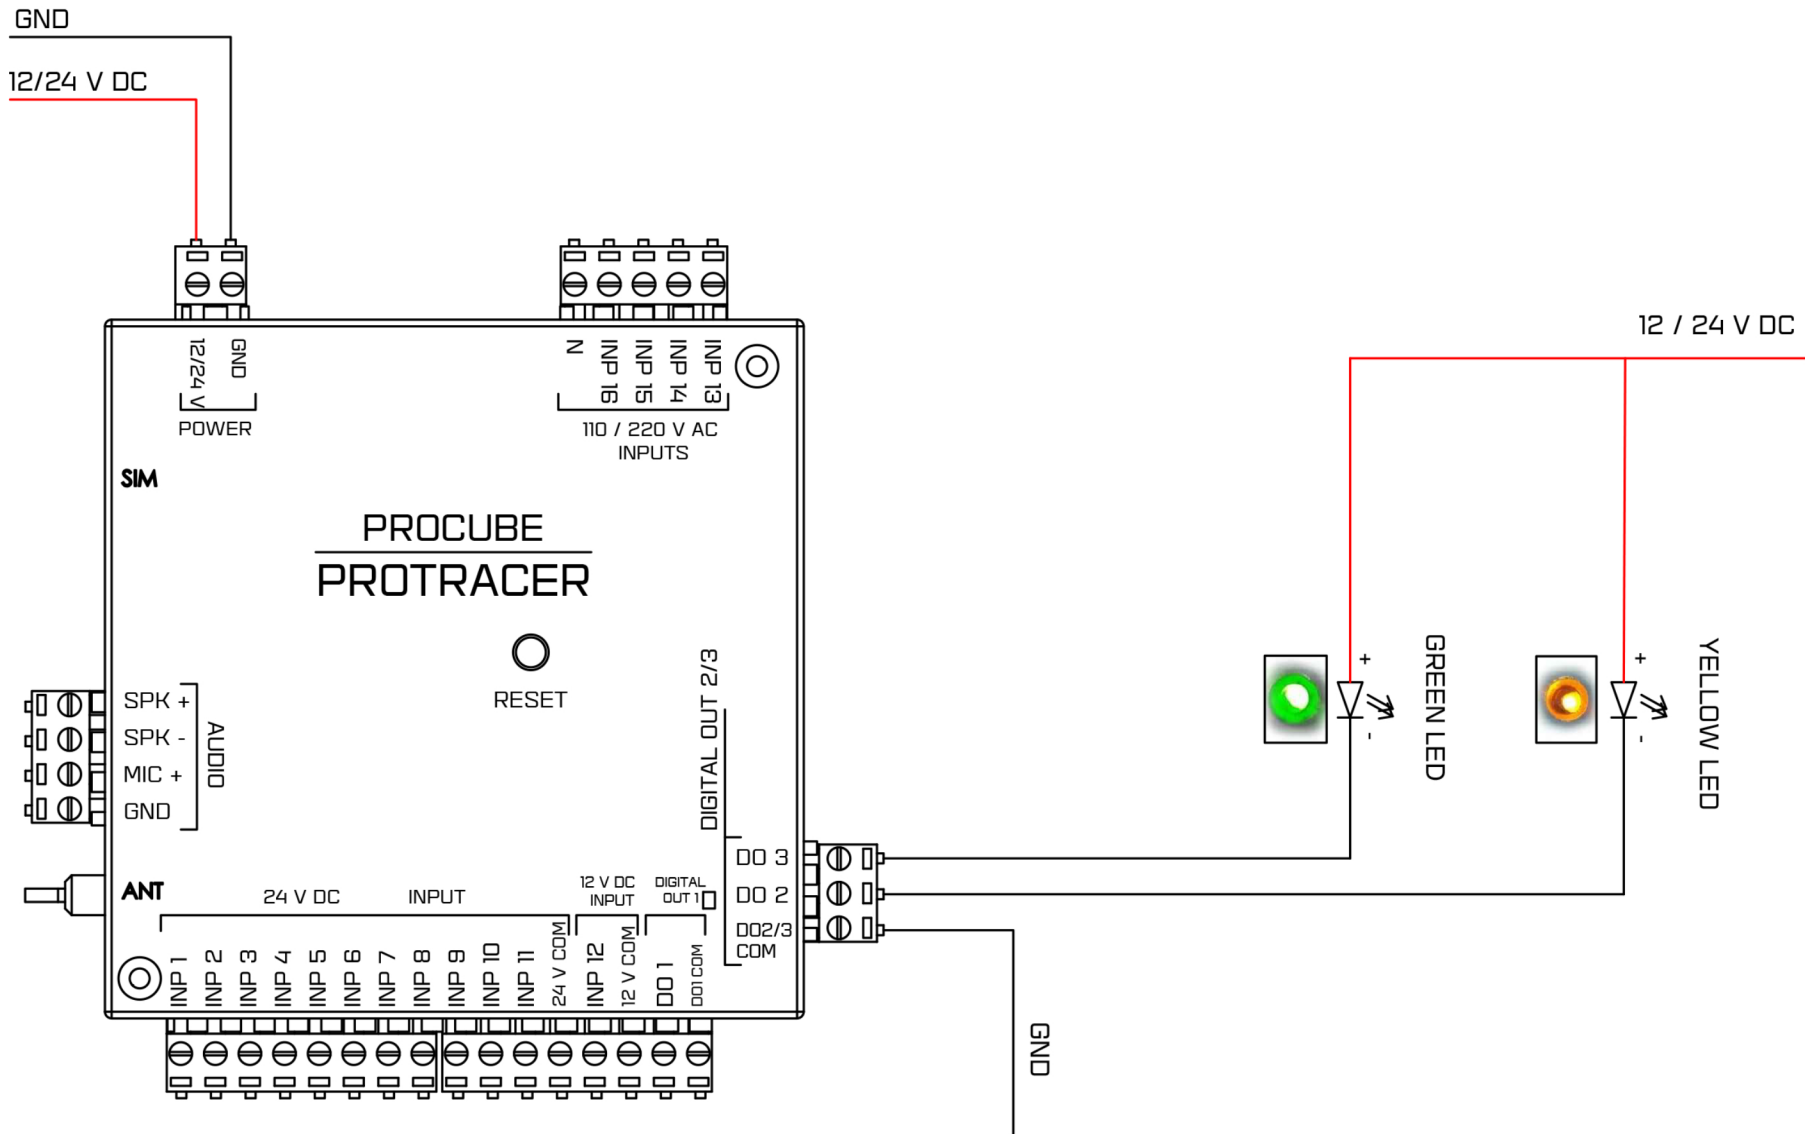 GND
12/24 V DC
12/24 V
GND
POWER
N
INP 16
INP 15
INP 14
INP 13
110 / 220 V AC
INPUTS
12 / 24 V DC
SIM
PROCUBE
PROTRACER
RESET
SPK +
SPK -
MIC +
GND
AUDIO
DIGITAL OUT 2/3
+
-
GREEN LED
+
-
YELLOW LED
DO 3
DO 2
DO2/3
COM
ANT
24 V DC INPUT
12 V DC
INPUT
DIGITAL
OUT 1
INP 1
INP 2
INP 3
INP 4
INP 5
INP 6
INP 7
INP 8
INP 9
INP 10
INP 11
24 V COM
INP 12
12 V COM
DO 1
DO1 COM
GND